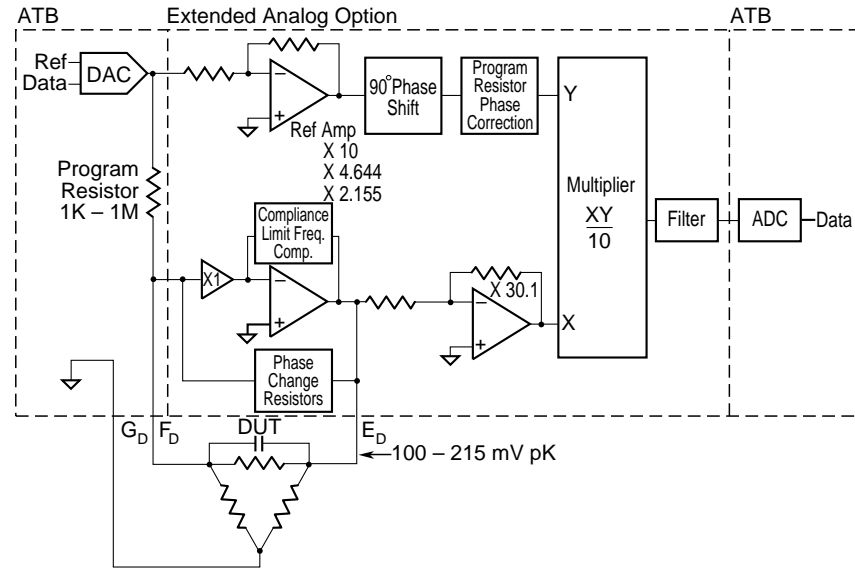 ATB
Extended Analog Option
ATB
Ref
Data
DAC
Program
Resistor
1K – 1M
–
+
Ref Amp
X 10
X 4.644
X 2.155
90° Phase
Shift
Program
Resistor
Phase
Correction
Y
Multiplier
XY
10
X
Filter
ADC
Data
Compliance
Limit Freq.
Comp.
X1
–
+
X 30.1
–
+
Phase
Change
Resistors
G_D
F_D
DUT
E_D
100 – 215 mV pK